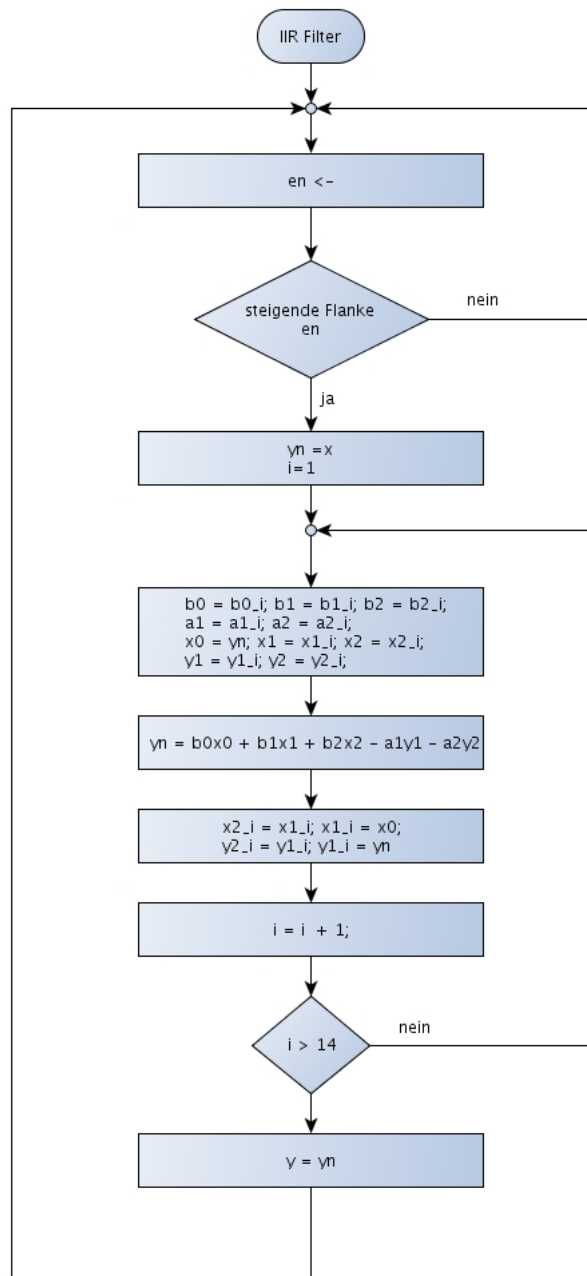 IIR Filter
en <-
steigende Flanke
en
nein
ja
yn =x
i=1
b0 = b0_i; b1 = b1_i; b2 = b2_i;
a1 = a1_i; a2 = a2_i;
x0 = yn; x1 = x1_i; x2 = x2_i;
y1 = y1_i; y2 = y2_i;
yn = b0x0 + b1x1 + b2x2 - a1y1 - a2y2
x2_i = x1_i; x1_i = x0;
y2_i = y1_i; y1_i = yn
i = i + 1;
i > 14
nein
y = yn